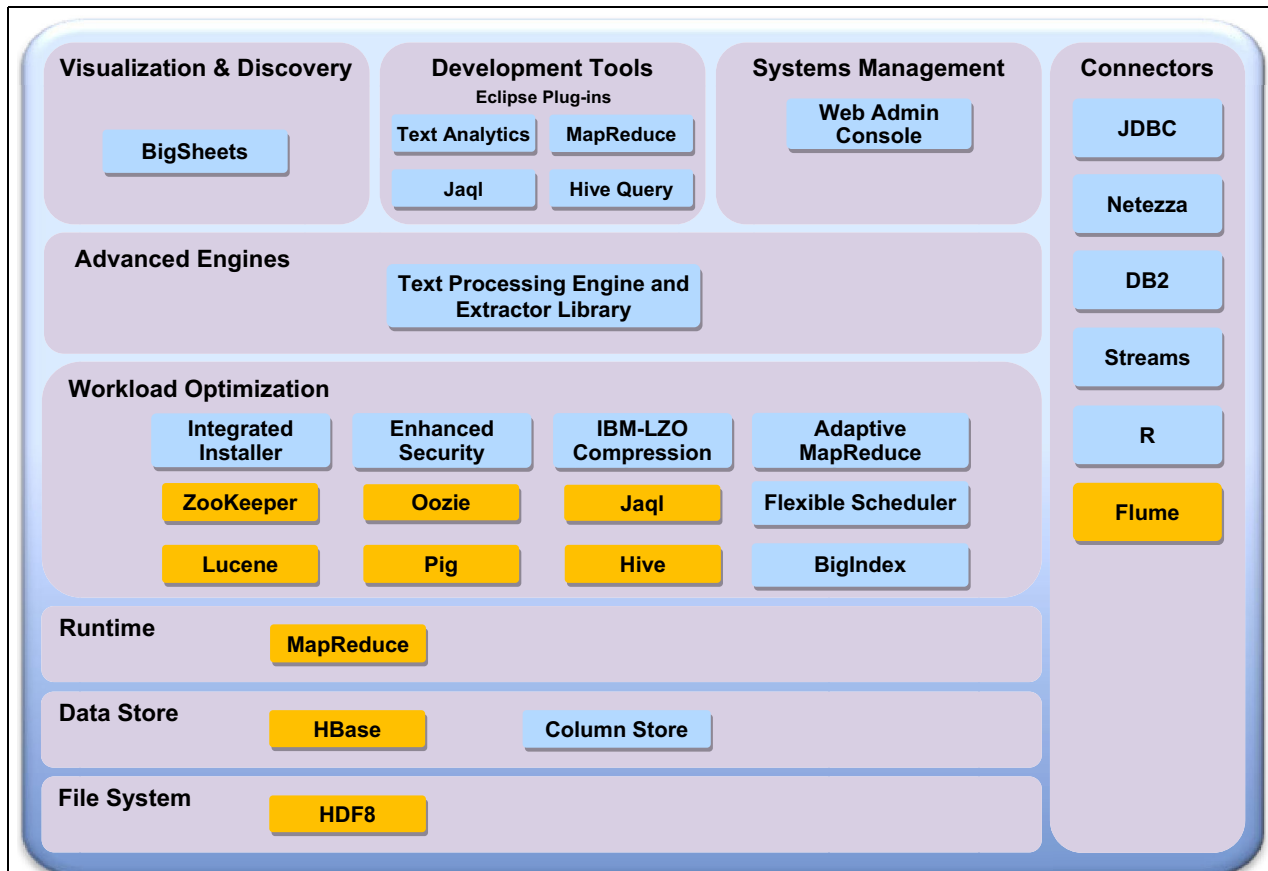 Visualization & Discovery
BigSheets
Development Tools
Eclipse Plug-ins
Text Analytics
MapReduce
Jaql
Hive Query
Systems Management
Web Admin
Console
Advanced Engines
Text Processing Engine and
Extractor Library
Workload Optimization
Integrated
Installer
Enhanced
Security
IBM-LZO
Compression
Adaptive
MapReduce
ZooKeeper
Oozie
Jaql
Flexible Scheduler
Lucene
Pig
Hive
BigIndex
Runtime
MapReduce
Data Store
HBase
Column Store
File System
HDF8
Connectors
JDBC
Netezza
DB2
Streams
R
Flume